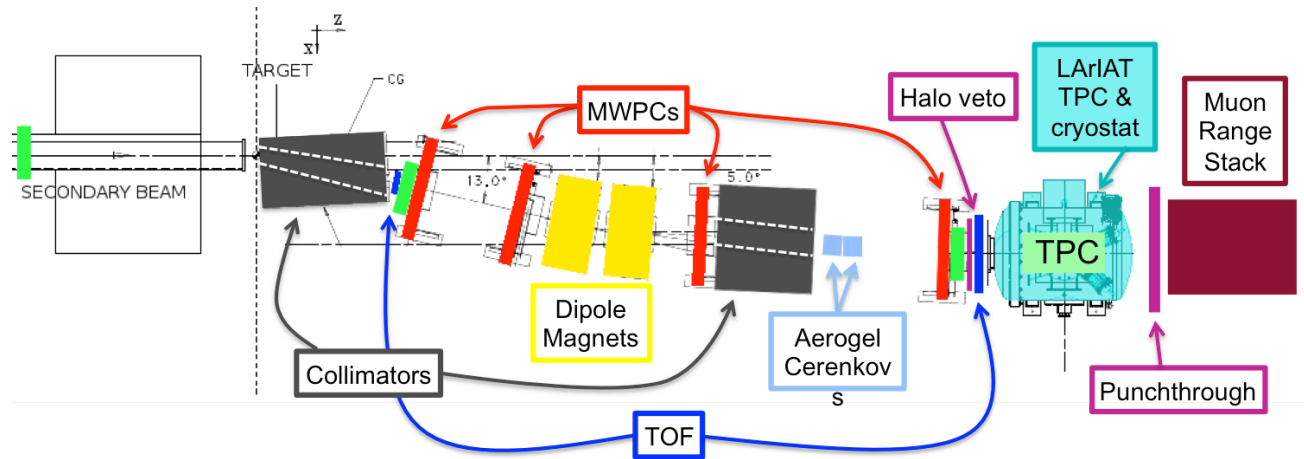 Z
X
TARGET
CG
SECONDARY BEAM
13.0°
5.0°
MWPCs
Halo veto
LArIAT
TPC &
cryostat
Muon
Range
Stack
TPC
Dipole
Magnets
Aerogel
Cerenkov
s
Collimators
Punchthrough
TOF